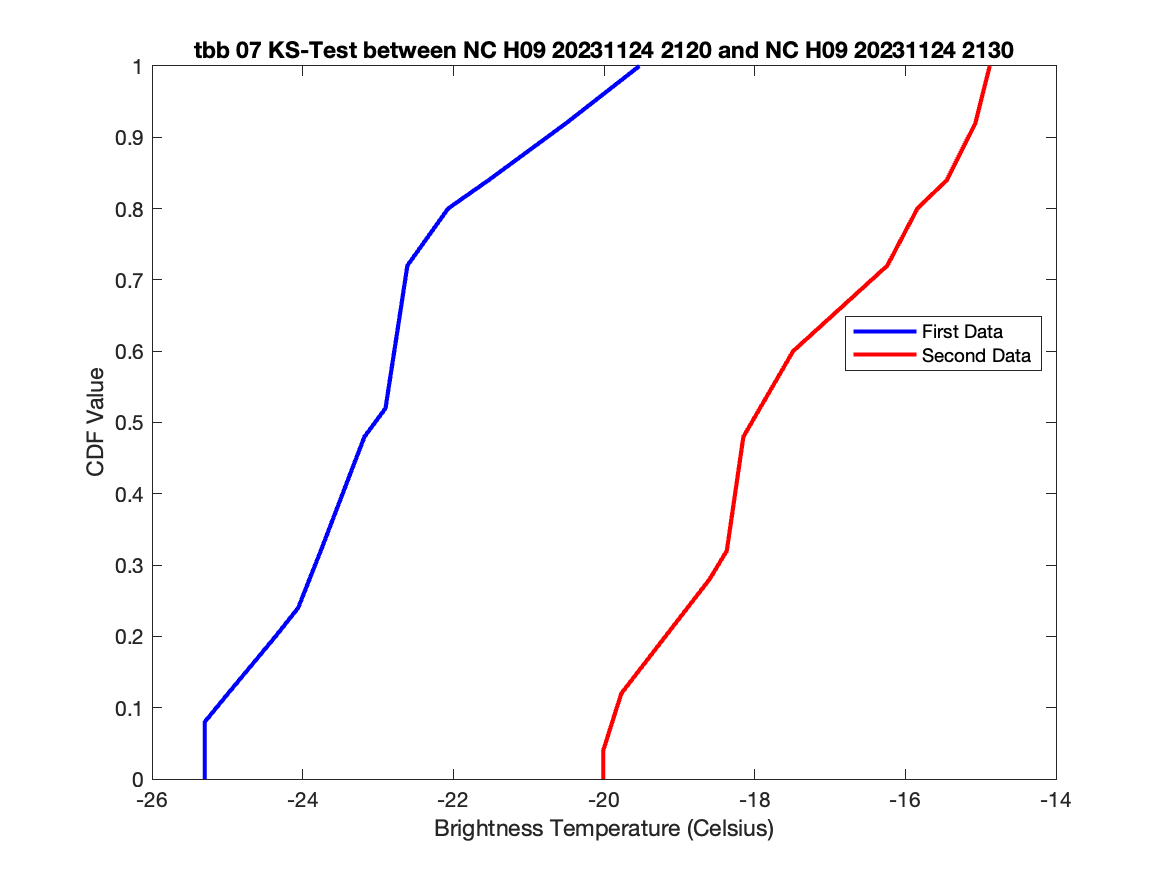 tbb 07 KS-Test between NC H09 20231124 2120 and NC H09 20231124 2130
1
0.9
0.8
0.7
0.6
0.5
0.4
0.3
0.2
0.1
0
CDF Value
First Data
Second Data
-26 -24 -22 -20 -18 -16 -14
Brightness Temperature (Celsius)